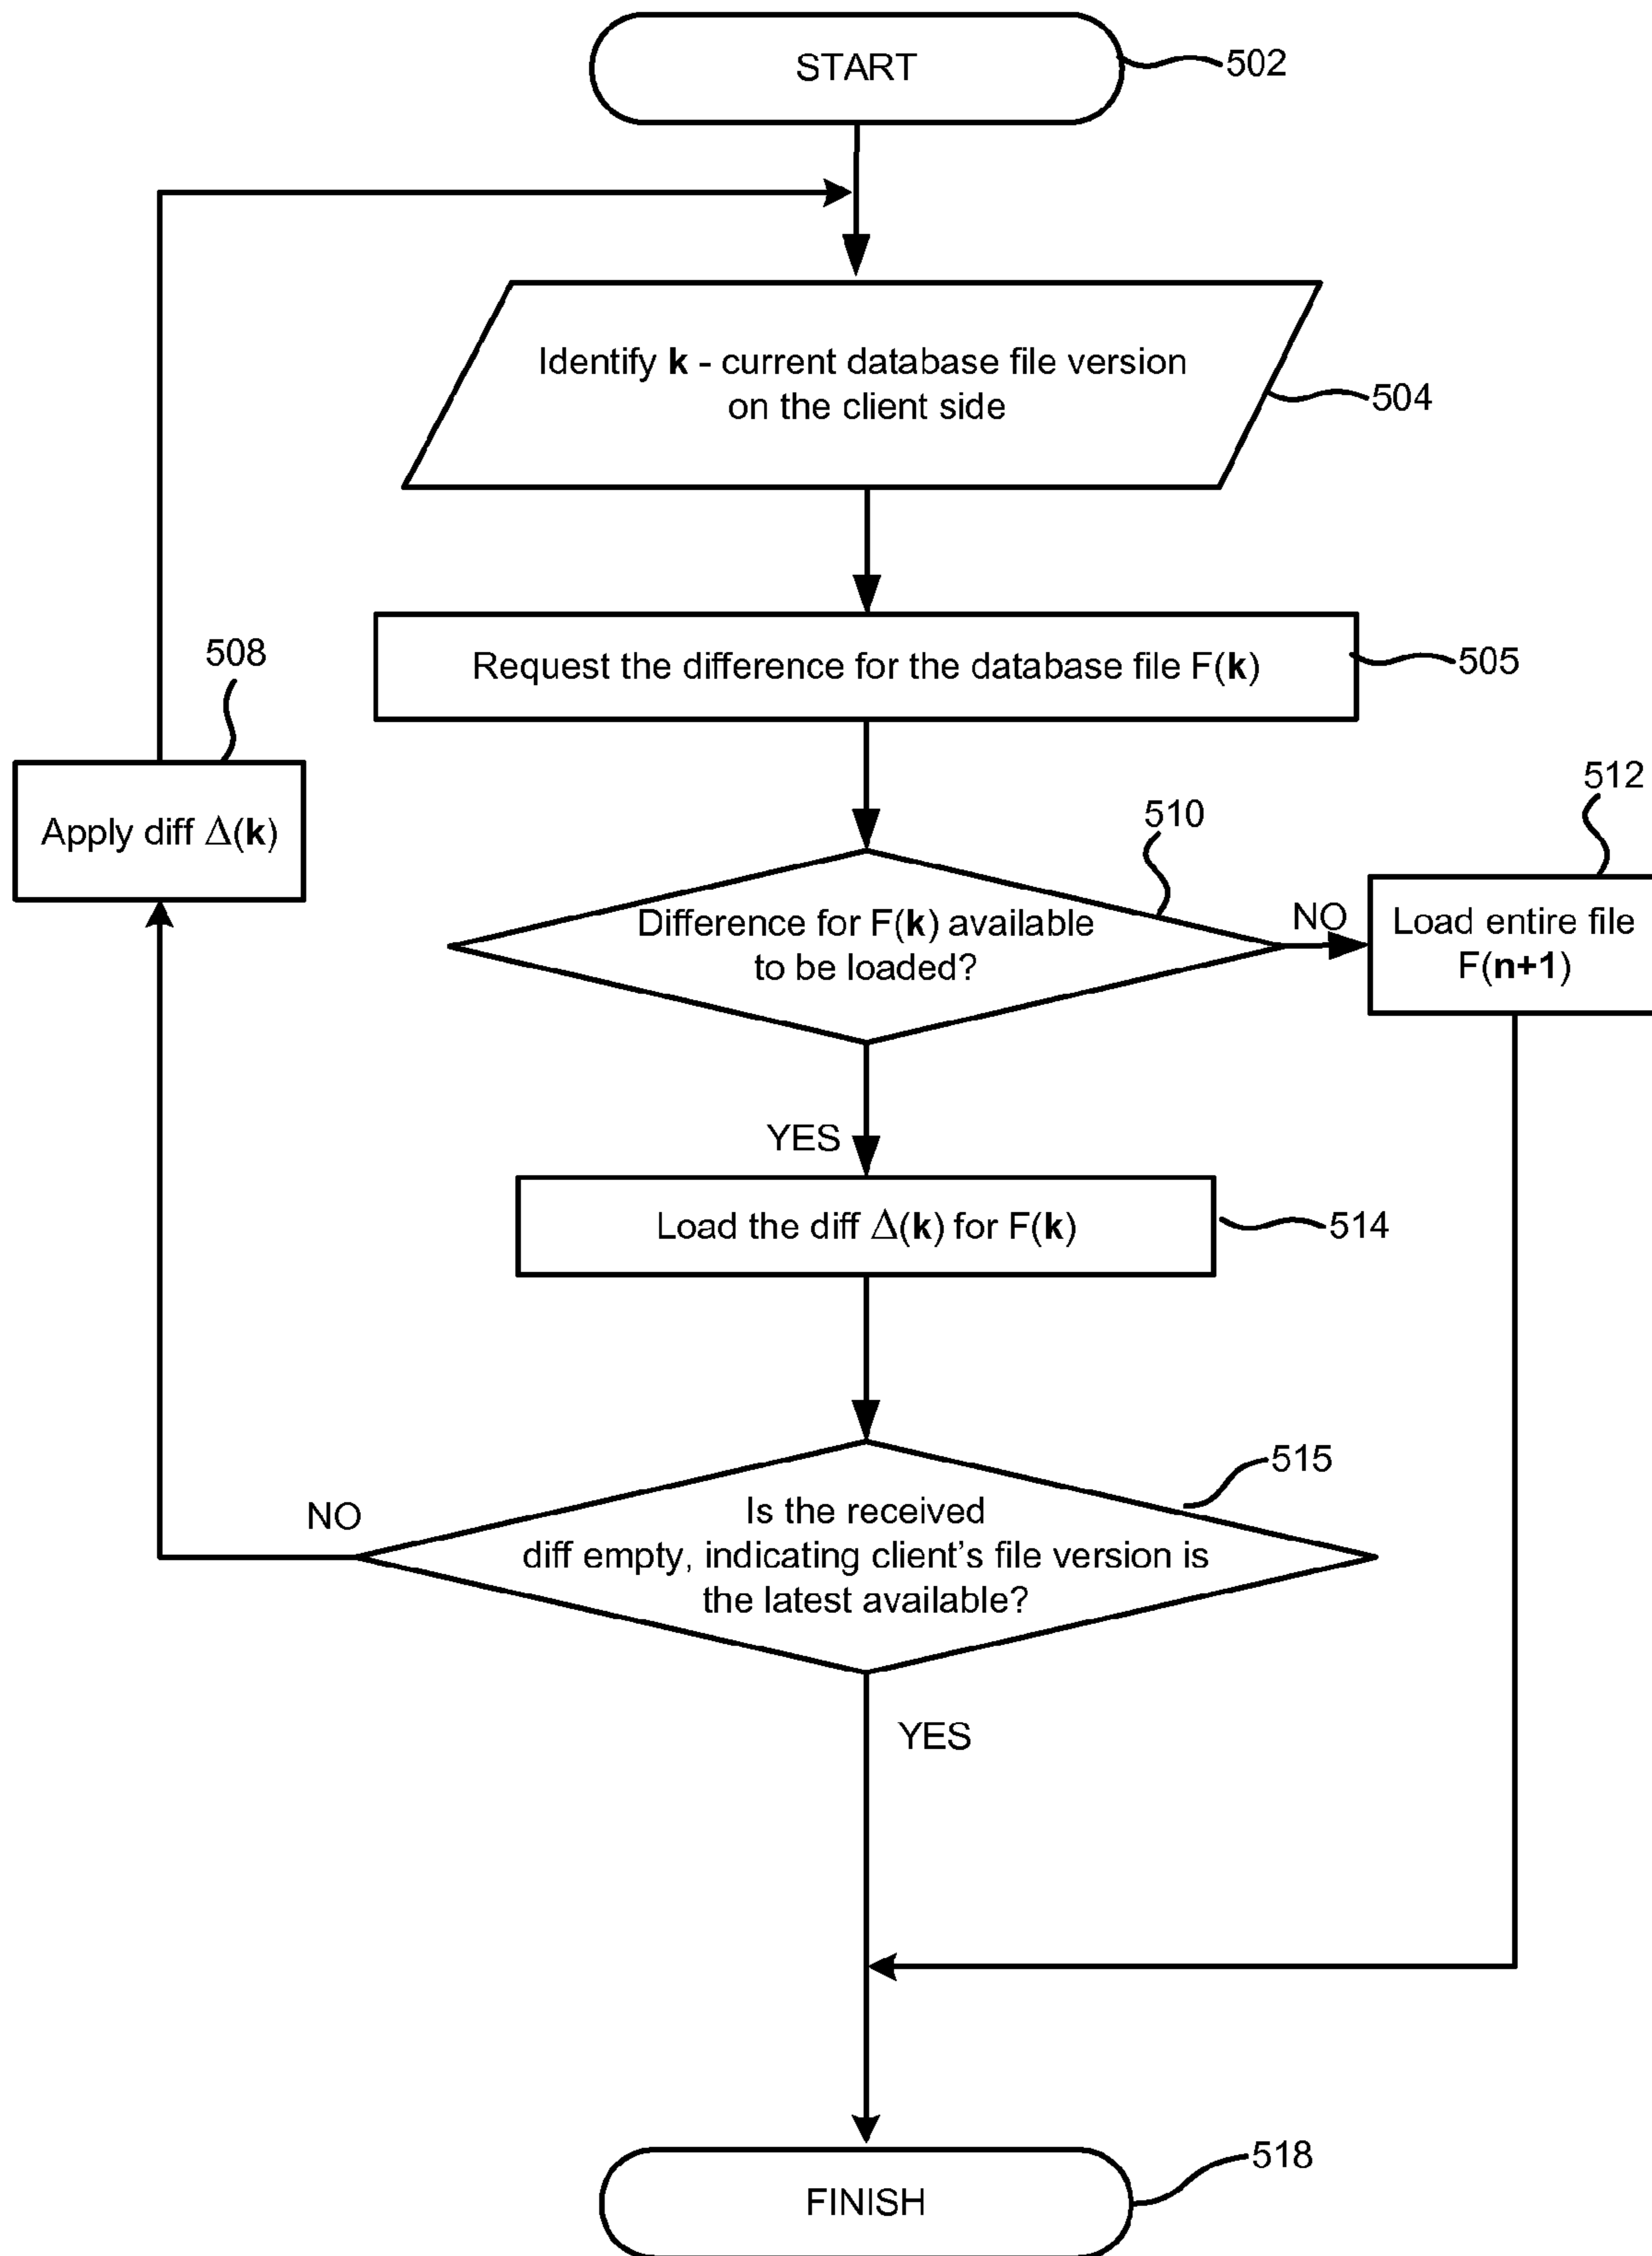 START
502
Identify k - current database file version
on the client side
504
Request the difference for the database file F(k)
505
508
Apply diff Δ(k)
510
Difference for F(k) available
to be loaded?
NO
512
Load entire file
F(n+1)
YES
Load the diff Δ(k) for F(k)
514
515
Is the received
diff empty, indicating client's file version is
the latest available?
NO
YES
518
FINISH